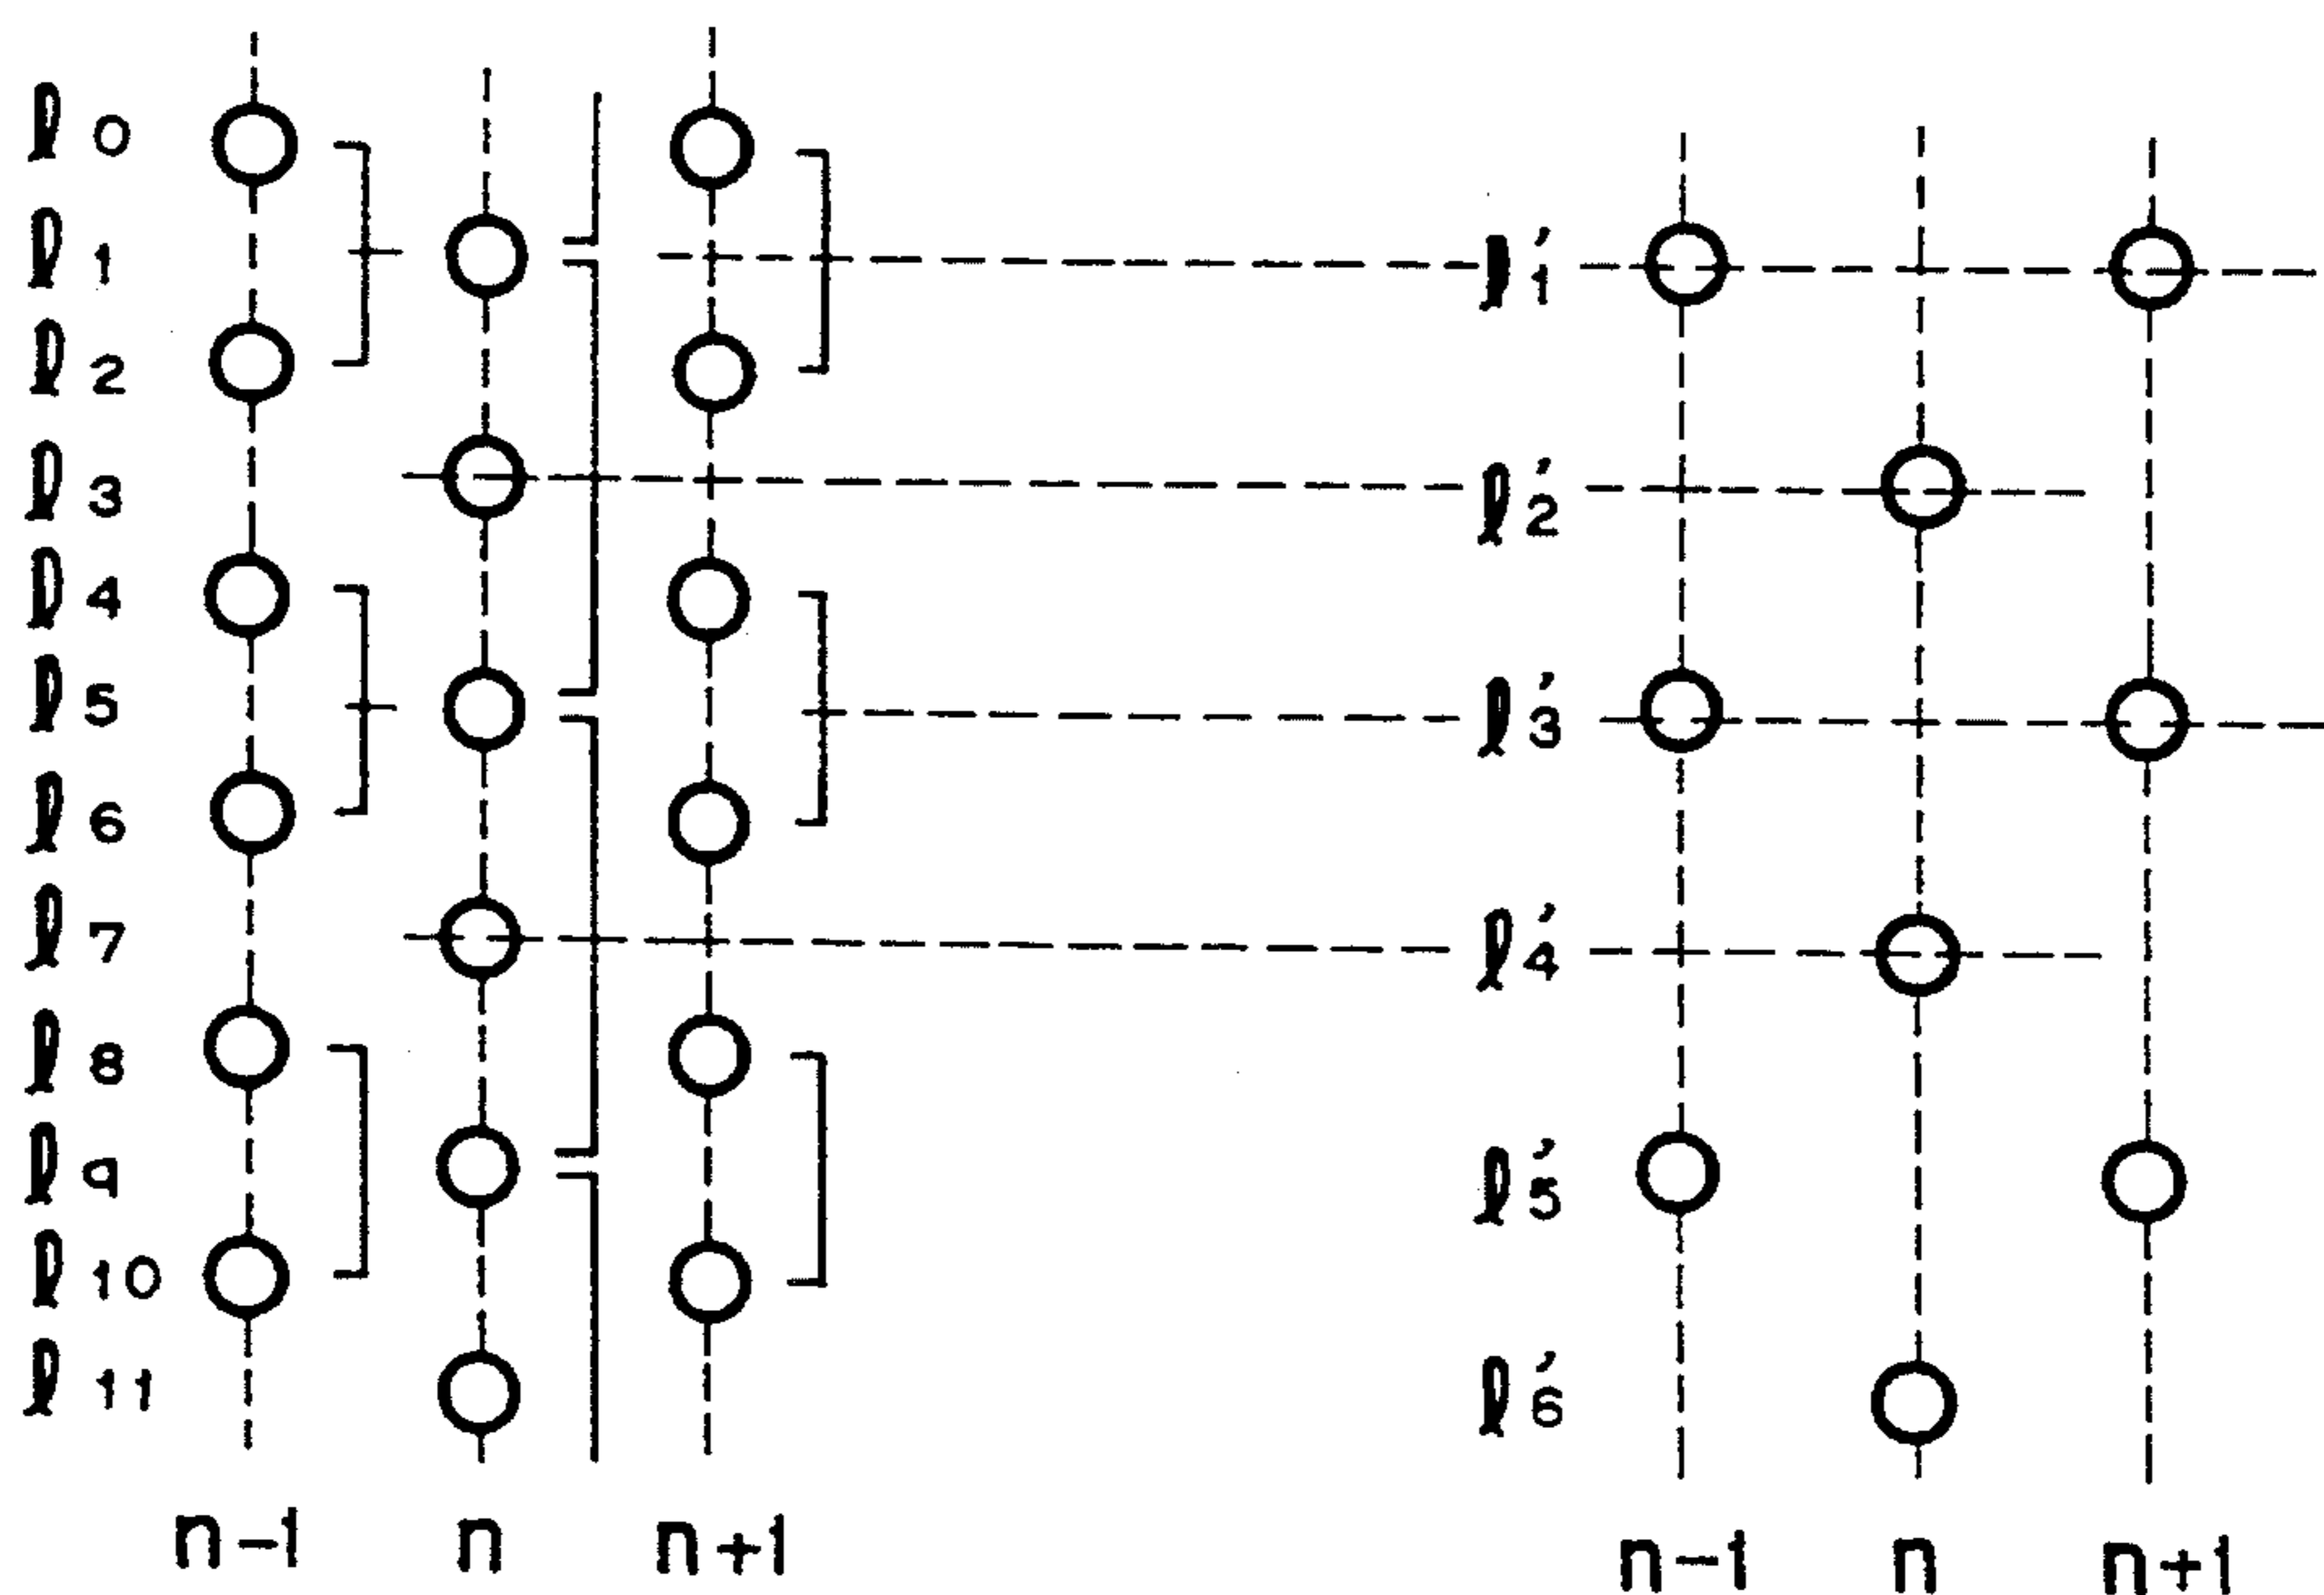 ℓ0
ℓ1
ℓ2
ℓ3
ℓ4
ℓ5
ℓ6
ℓ7
ℓ8
ℓ9
ℓ10
ℓ11
n-1 n n+1
ℓ'1
ℓ'2
ℓ'3
ℓ'4
ℓ'5
ℓ'6
n-1 n n+1